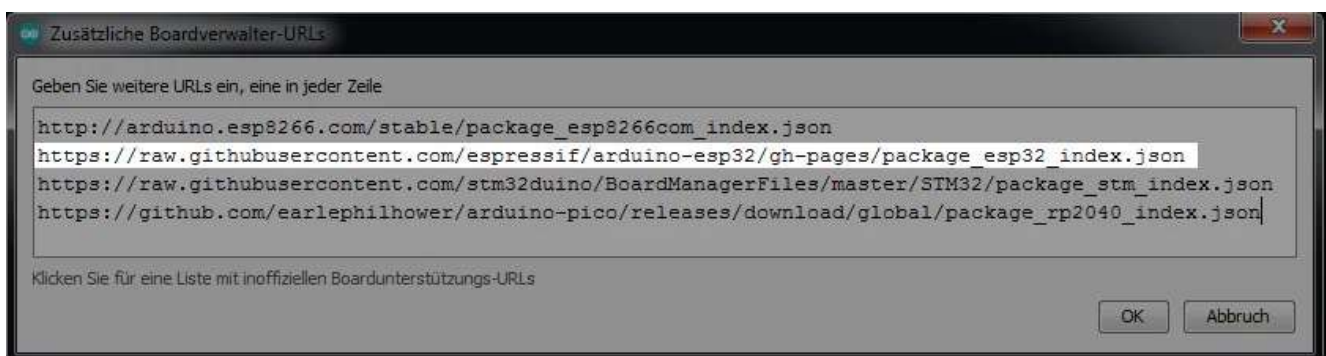 Zusätzliche Boardverwalter-URLs
Geben Sie weitere URLs ein, eine in jeder Zeile
http://arduino.esp8266.com/stable/package_esp8266com_index.json
https://raw.githubusercontent.com/espressif/arduino-esp32/gh-pages/package_esp32_index.json
https://raw.githubusercontent.com/stm32duino/BoardManagerFiles/master/STM32/package_stm_index.json
https://github.com/earlephilhower/arduino-pico/releases/download/global/package_rp2040_index.json
Klicken Sie für eine Liste mit inoffiziellen Boardunterstützungs-URLs
OK Abbruch